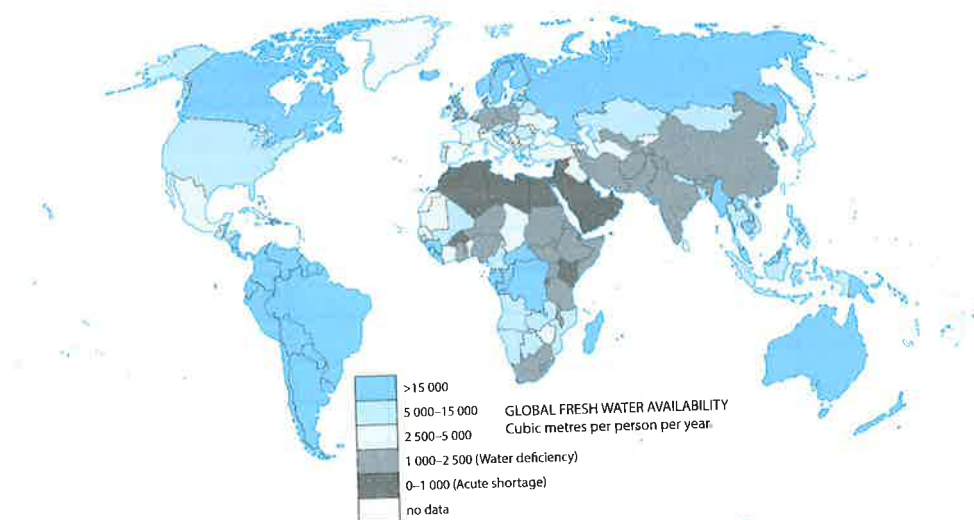 >15 000
5 000–15 000
GLOBAL FRESH WATER AVAILABILITY
2 500–5 000
Cubic metres per person per year
1 000–2 500 (Water deficiency)
0–1 000 (Acute shortage)
no data